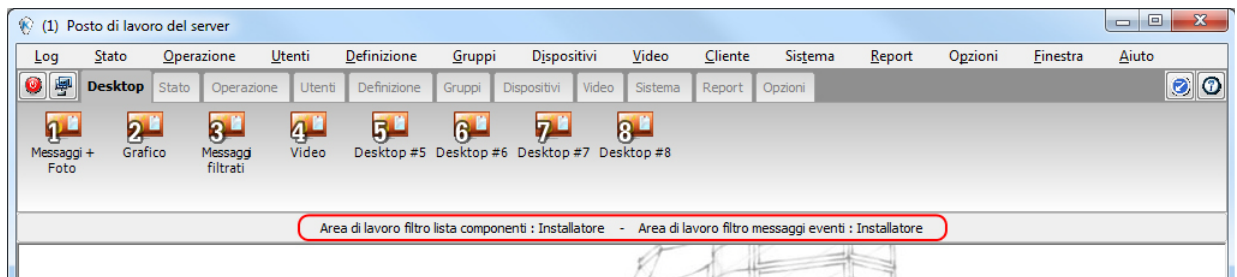 (1) Posto di lavoro del server
Log Stato Operazione Utenti Definizione Gruppi Dispositivi Video Cliente Sistema Report Opzioni Finestra Aiuto
Desktop Stato Operazione Utenti Definizione Gruppi Dispositivi Video Sistema Report Opzioni
1 2 3 4 5 6 7 8
Messaggi + Grafico Messaggi Video Desktop #5 Desktop #6 Desktop #7 Desktop #8
Foto filtrati
Area di lavoro filtro lista componenti : Installatore - Area di lavoro filtro messaggi eventi : Installatore